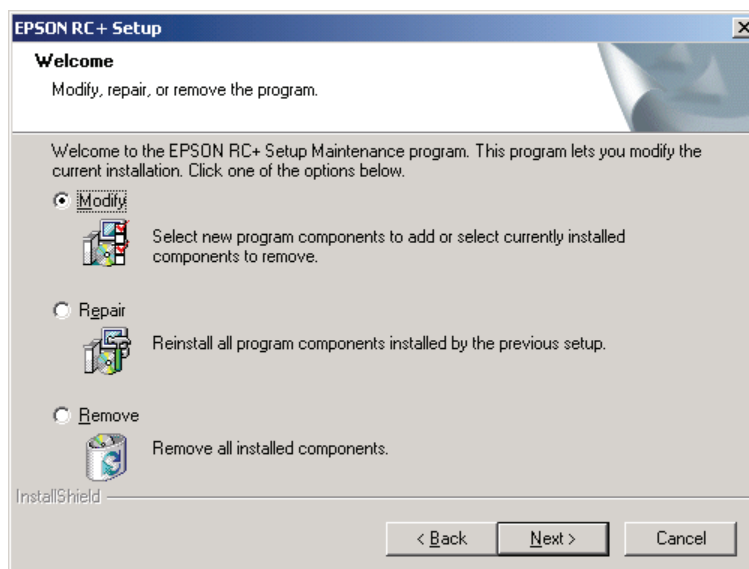 EPSON RC+ Setup
Welcome
Modify, repair, or remove the program.
Welcome to the EPSON RC+ Setup Maintenance program. This program lets you modify the
current installation. Click one of the options below.
Modify
Select new program components to add or select currently installed
components to remove.
Repair
Reinstall all program components installed by the previous setup.
Remove
Remove all installed components.
InstallShield
< Back
Next >
Cancel